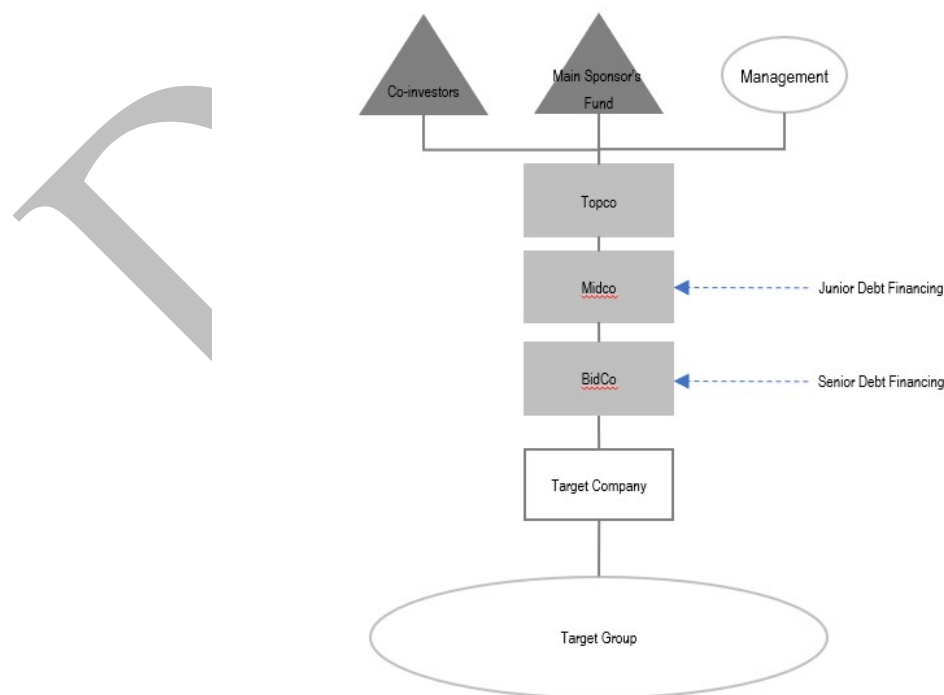 Co-investors
Main Sponsor's
Fund
Management
Topco
Midco
Junior Debt Financing
BidCo
Senior Debt Financing
Target Company
Target Group